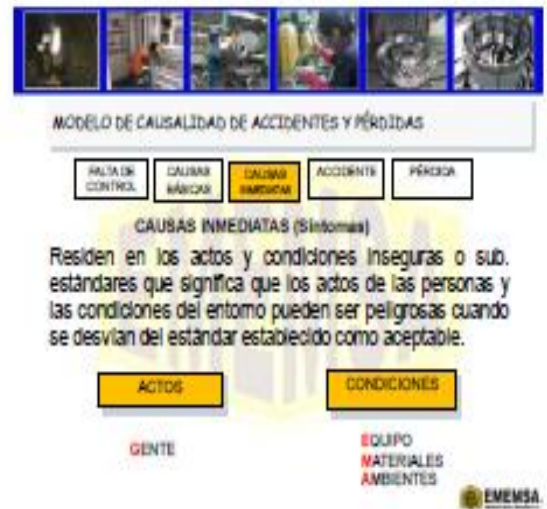 MODELO DE CAUSALIDAD DE ACCIDENTES Y PÉRDIDAS
FALTA DE CONTROL
CAUSAS BÁSICAS
CAUSAS INMEDIATAS
ACCIDENTE
PÉRDIDA
CAUSAS INMEDIATAS (Síntomas)
Residen en los actos y condiciones inseguras o sub.
estándares que significa que los actos de las personas y
las condiciones del entorno pueden ser peligrosas cuando
se desvían del estándar establecido como aceptable.
ACTOS
CONDICIONES
GENTE
EQUIPO
MATERIALES
AMBIENTES
EMEMSA